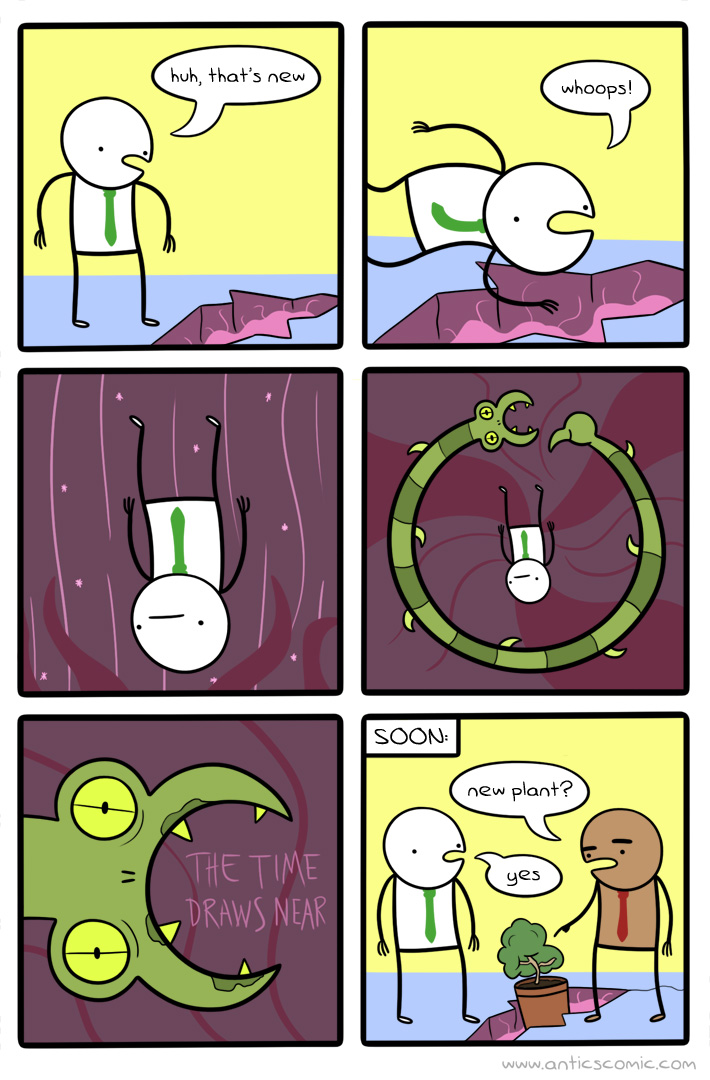 huh, that's new
whoops!
THE TIME
DRAWS NEAR
SOON:
new plant?
yes
www.anticscomic.com